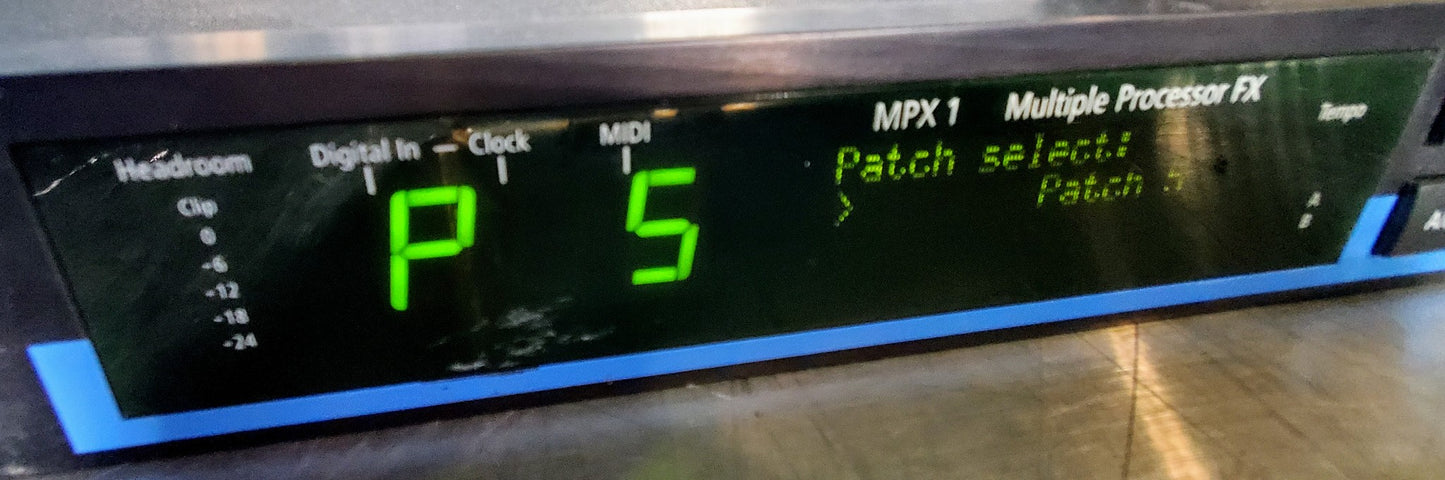 MPX 1 Multiple Processor FX
Tempo
Headroom
Digital In – Clock
MIDI
Clip
0
-6
-12
-18
-24
P 5
Patch select:
> Patch
A
B